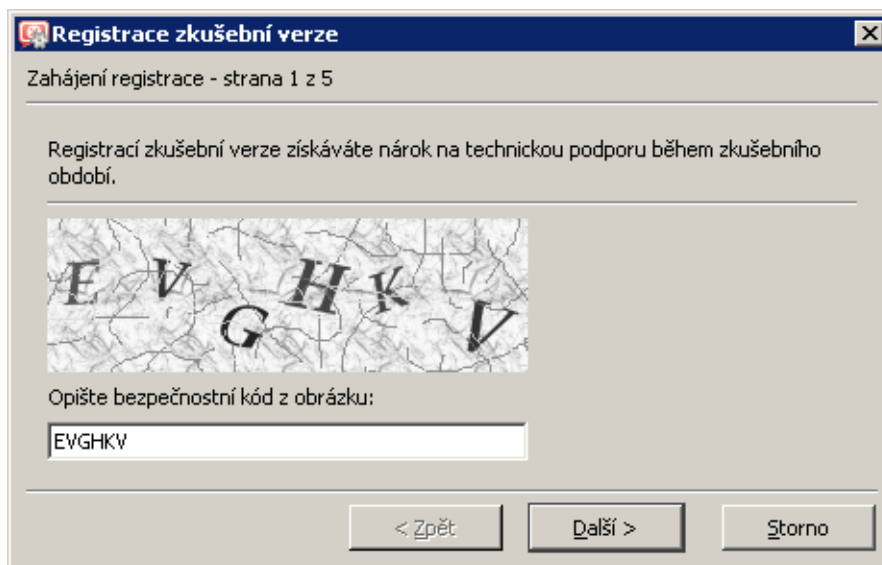 Registrace zkušební verze
Zahájení registrace - strana 1 z 5
Registrací zkušební verze získáváte nárok na technickou podporu během zkušebního
období.
E V G H K V
Opište bezpečnostní kód z obrázku:
EVGHKV
< Zpět Další > Storno